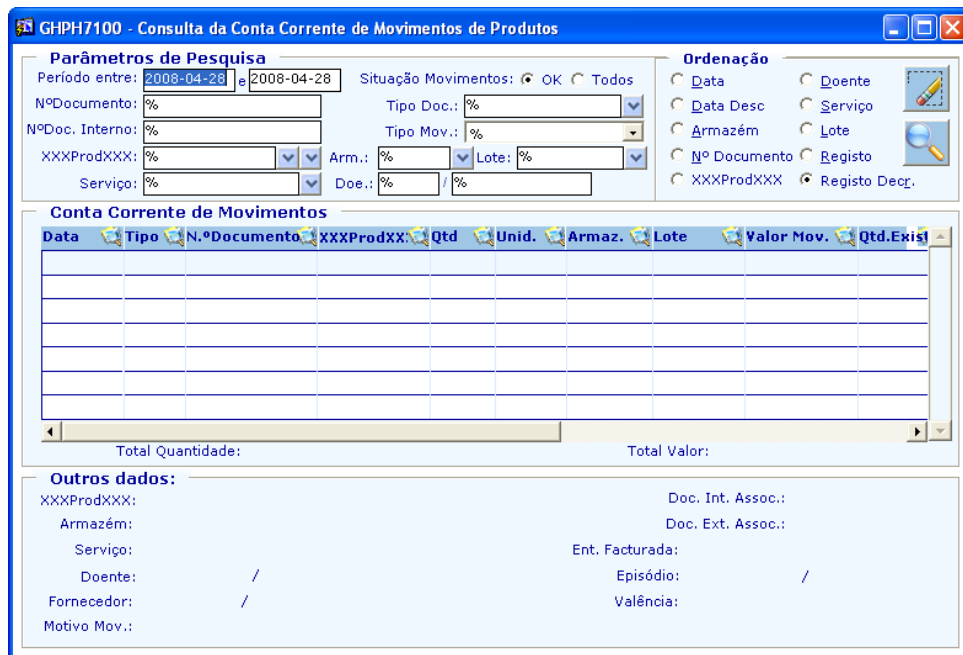 GHPH7100 - Consulta da Conta Corrente de Movimentos de Produtos
Parâmetros de Pesquisa
Período entre: 2008-04-28 e 2008-04-28 Situação Movimentos: OK Todos
NºDocumento: % Tipo Doc.: %
NºDoc. Interno: % Tipo Mov.: %
XXXProdXXX: % Arm.: % Lote: %
Serviço: % Doe.: % / %
Ordenação
Data Doente
Data Desc Serviço
Armazém Lote
Nº Documento Registo
XXXProdXXX Registo Decr.
Conta Corrente de Movimentos
Data Tipo N.ºDocumento XXXProdXX Qtd Unid. Armaz. Lote Valor Mov. Qtd.Exist
Total Quantidade: Total Valor:
Outros dados:
XXXProdXXX: Doc. Int. Assoc.:
Armazém: Doc. Ext. Assoc.:
Serviço: Ent. Facturada:
Doente: / Episódio: /
Fornecedor: / Valência:
Motivo Mov.: